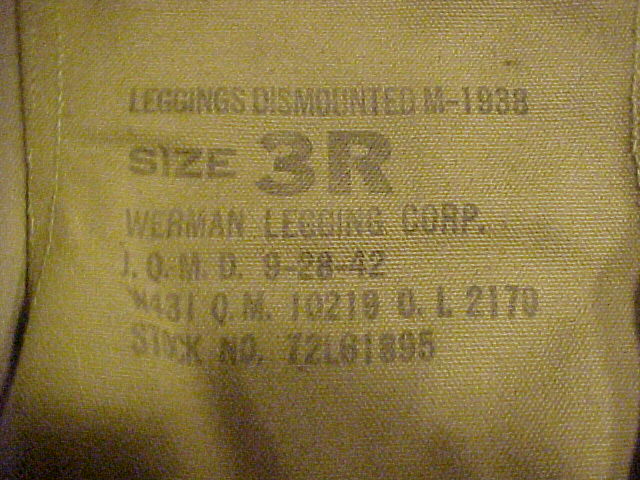 LEGGINGS DISMOUNTED M-1938
SIZE 3R
WERMAN LEGGING CORP.
J. Q. M. D. 9-28-42
W431 Q. M. 10219 O. I. 2170
STOCK NO. 72L61895